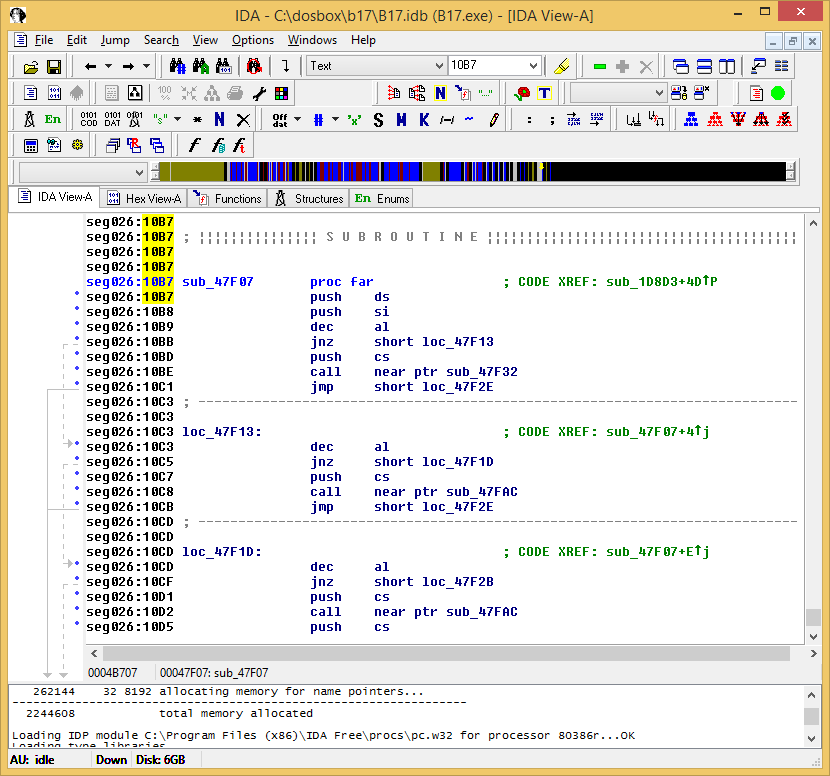 IDA - C:\dosbox\b17\B17.idb (B17.exe) - [IDA View-A]
File Edit Jump Search View Options Windows Help
Text 10B7
En Off dat
IDA View-A Hex View-A Functions Structures En Enums
seg026:10B7
seg026:10B7 ; ¦¦¦¦¦¦¦¦¦¦¦¦¦¦¦ S U B R O U T I N E ¦¦¦¦¦¦¦¦¦¦¦¦¦¦¦¦¦¦¦¦¦¦¦¦¦¦¦¦¦¦¦¦¦¦¦¦¦¦¦
seg026:10B7
seg026:10B7
seg026:10B7 sub_47F07 proc far ; CODE XREF: sub_1D8D3+4D↑P
seg026:10B7 push ds
seg026:10B8 push si
seg026:10B9 dec al
seg026:10BB jnz short loc_47F13
seg026:10BD push cs
seg026:10BE call near ptr sub_47F32
seg026:10C1 jmp short loc_47F2E
seg026:10C3 ; ---------------------------------------------------------------------------
seg026:10C3
seg026:10C3 loc_47F13: ; CODE XREF: sub_47F07+4↑j
seg026:10C3 dec al
seg026:10C5 jnz short loc_47F1D
seg026:10C7 push cs
seg026:10C8 call near ptr sub_47FAC
seg026:10CB jmp short loc_47F2E
seg026:10CD ; ---------------------------------------------------------------------------
seg026:10CD
seg026:10CD loc_47F1D: ; CODE XREF: sub_47F07+E↑j
seg026:10CD dec al
seg026:10CF jnz short loc_47F2B
seg026:10D1 push cs
seg026:10D2 call near ptr sub_47FAC
seg026:10D5 push cs
0004B707 00047F07: sub_47F07
262144 32 8192 allocating memory for name pointers...
-----------------------------------------------------------------
2244608 total memory allocated
Loading IDP module C:\Program Files (x86)\IDA Free\procs\pc.w32 for processor 80386r...OK
Loading type libraries
AU: idle Down Disk: 6GB